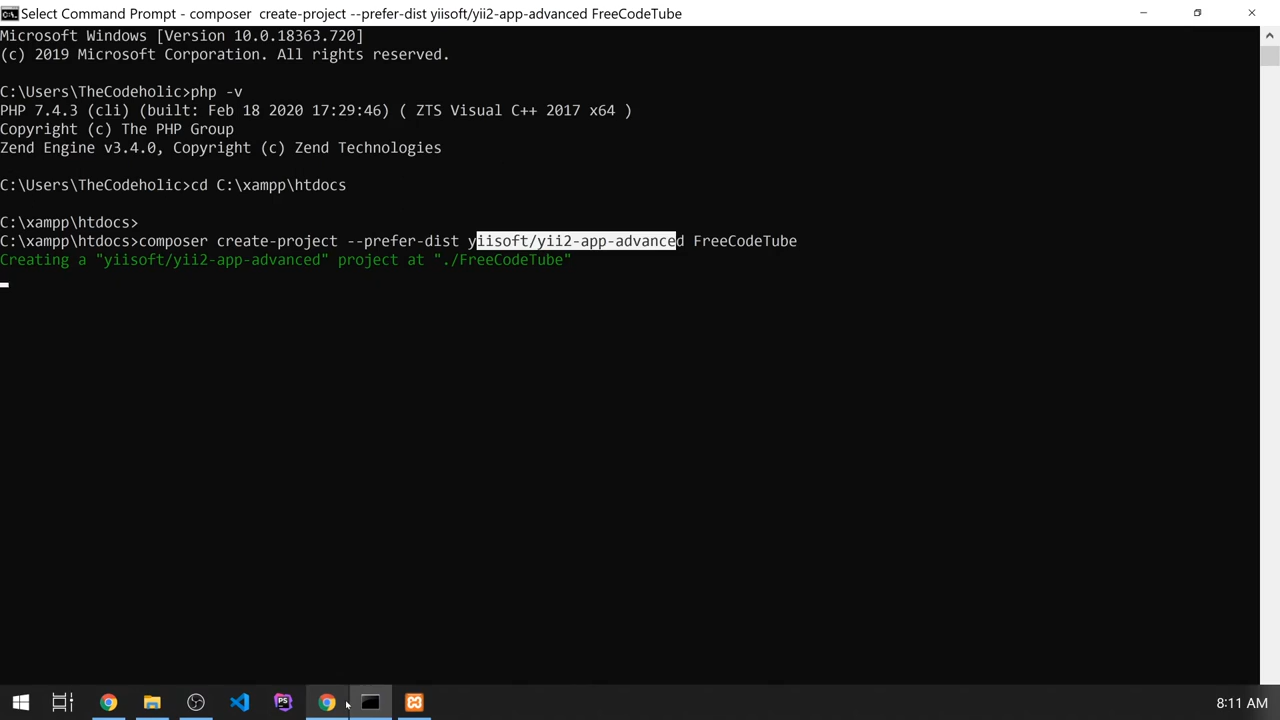 Select Command Prompt - composer  create-project --prefer-dist yiisoft/yii2-app-advanced FreeCodeTube
Microsoft Windows [Version 10.0.18363.720]
(c) 2019 Microsoft Corporation. All rights reserved.
C:\Users\TheCodeholic>php -v
PHP 7.4.3 (cli) (built: Feb 18 2020 17:29:46) ( ZTS Visual C++ 2017 x64 )
Copyright (c) The PHP Group
Zend Engine v3.4.0, Copyright (c) Zend Technologies
C:\Users\TheCodeholic>cd C:\xampp\htdocs
C:\xampp\htdocs>
C:\xampp\htdocs>composer create-project --prefer-dist yiisoft/yii2-app-advanced FreeCodeTube
Creating a "yiisoft/yii2-app-advanced" project at "./FreeCodeTube"
PS
8:11 AM